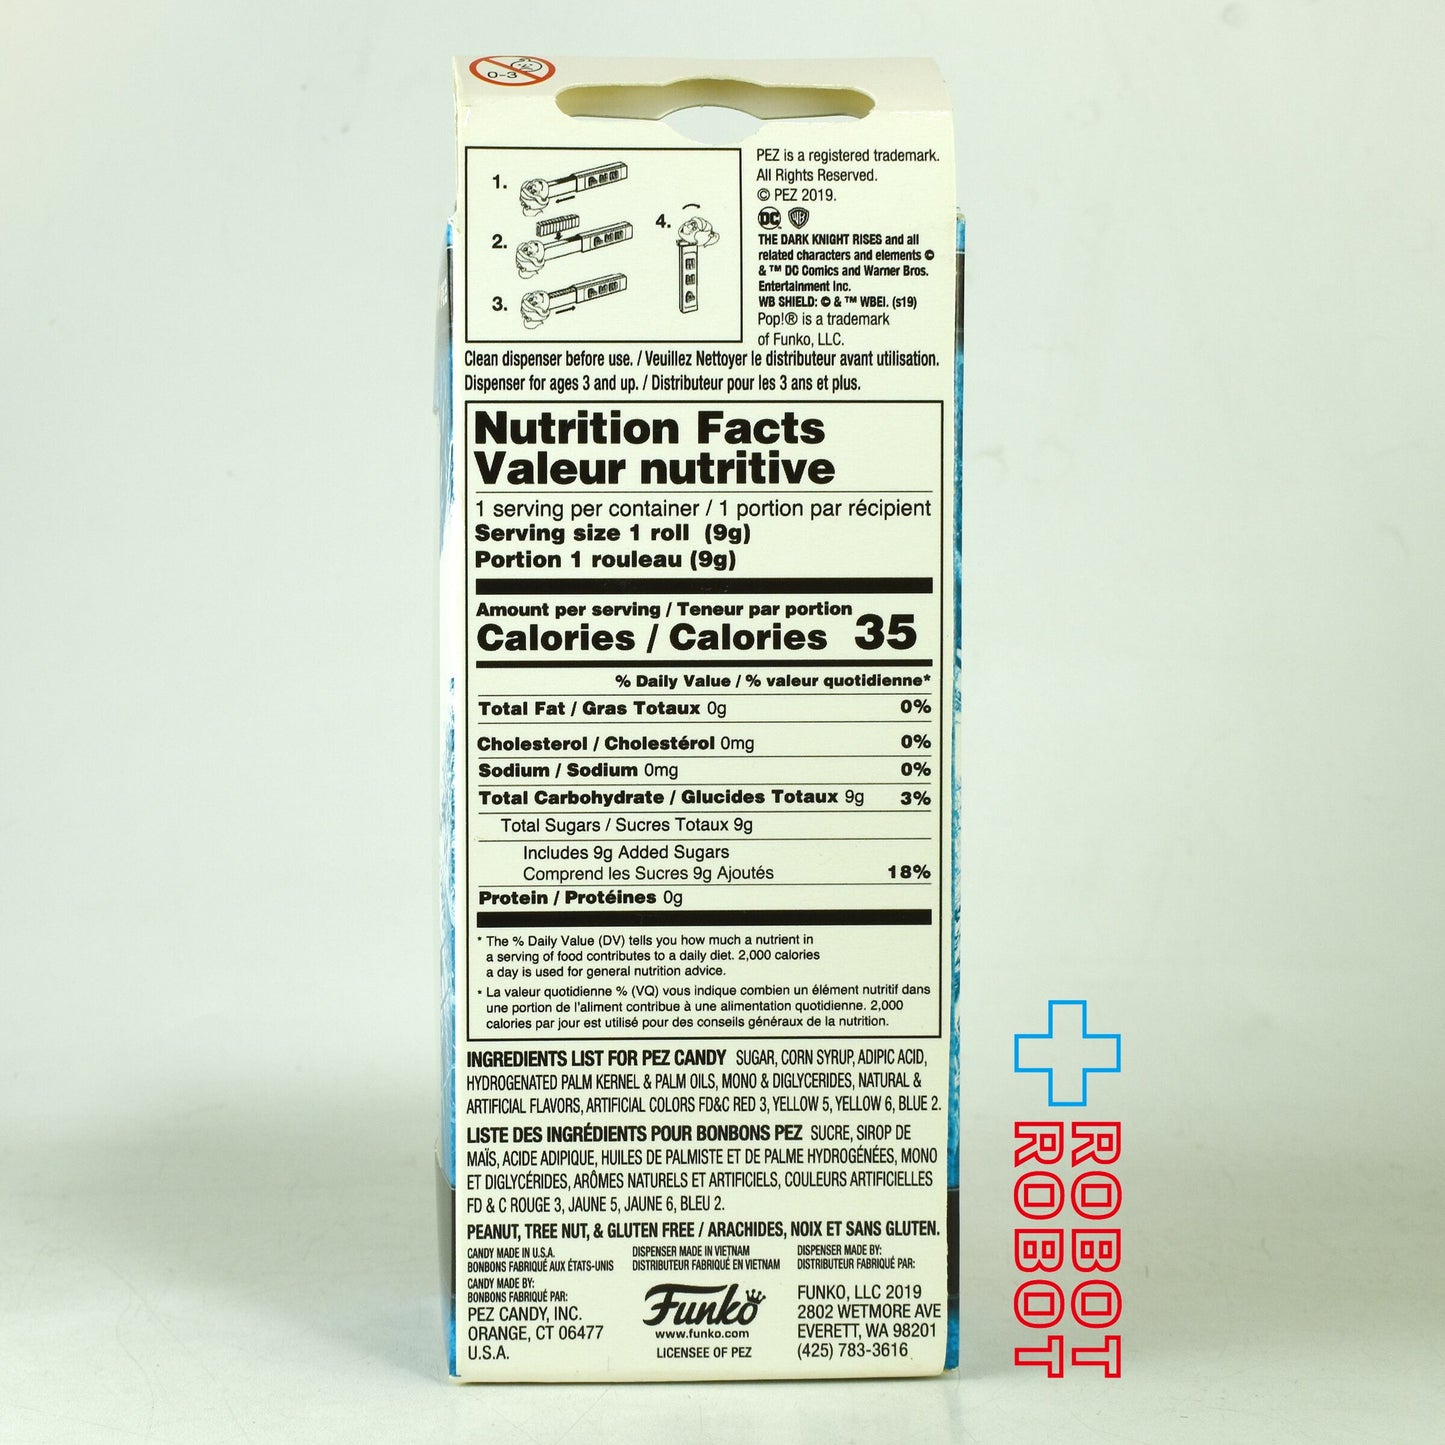 0-3
1.
2.
3.
4.
PEZ is a registered trademark.
All Rights Reserved.
© PEZ 2019.
DC
WB
THE DARK KNIGHT RISES and all
related characters and elements ©
& ™ DC Comics and Warner Bros.
Entertainment Inc.
WB SHIELD: © & ™ WBEI. (s19)
Pop!® is a trademark
of Funko, LLC.
Clean dispenser before use. / Veuillez Nettoyer le distributeur avant utilisation.
Dispenser for ages 3 and up. / Distributeur pour les 3 ans et plus.
Nutrition Facts
Valeur nutritive
1 serving per container / 1 portion par récipient
Serving size 1 roll (9g)
Portion 1 rouleau (9g)
Amount per serving / Teneur par portion
Calories / Calories 35
% Daily Value / % valeur quotidienne*
Total Fat / Gras Totaux 0g 0%
Cholesterol / Cholestérol 0mg 0%
Sodium / Sodium 0mg 0%
Total Carbohydrate / Glucides Totaux 9g 3%
Total Sugars / Sucres Totaux 9g
Includes 9g Added Sugars
Comprend les Sucres 9g Ajoutés 18%
Protein / Protéines 0g
* The % Daily Value (DV) tells you how much a nutrient in
a serving of food contributes to a daily diet. 2,000 calories
a day is used for general nutrition advice.
* La valeur quotidienne % (VQ) vous indique combien un élément nutritif dans
une portion de l'aliment contribue à une alimentation quotidienne. 2,000
calories par jour est utilisé pour des conseils généraux de la nutrition.
INGREDIENTS LIST FOR PEZ CANDY SUGAR, CORN SYRUP, ADIPIC ACID,
HYDROGENATED PALM KERNEL & PALM OILS, MONO & DIGLYCERIDES, NATURAL &
ARTIFICIAL FLAVORS, ARTIFICIAL COLORS FD&C RED 3, YELLOW 5, YELLOW 6, BLUE 2.
LISTE DES INGRÉDIENTS POUR BONBONS PEZ SUCRE, SIROP DE
MAÏS, ACIDE ADIPIQUE, HUILES DE PALMISTE ET DE PALME HYDROGÉNÉES, MONO
ET DIGLYCÉRIDES, ARÔMES NATURELS ET ARTIFICIELS, COULEURS ARTIFICIELLES
FD & C ROUGE 3, JAUNE 5, JAUNE 6, BLEU 2.
PEANUT, TREE NUT, & GLUTEN FREE / ARACHIDES, NOIX ET SANS GLUTEN.
CANDY MADE IN U.S.A.
BONBONS FABRIQUÉ AUX ÉTATS-UNIS
CANDY MADE BY:
BONBONS FABRIQUÉ PAR:
PEZ CANDY, INC.
ORANGE, CT 06477
U.S.A.
DISPENSER MADE IN VIETNAM
DISTRIBUTEUR FABRIQUÉ EN VIETNAM
Funko
www.funko.com
LICENSEE OF PEZ
DISPENSER MADE BY:
DISTRIBUTEUR FABRIQUÉ PAR:
FUNKO, LLC 2019
2802 WETMORE AVE
EVERETT, WA 98201
(425) 783-3616
ROBOT
ROBOT